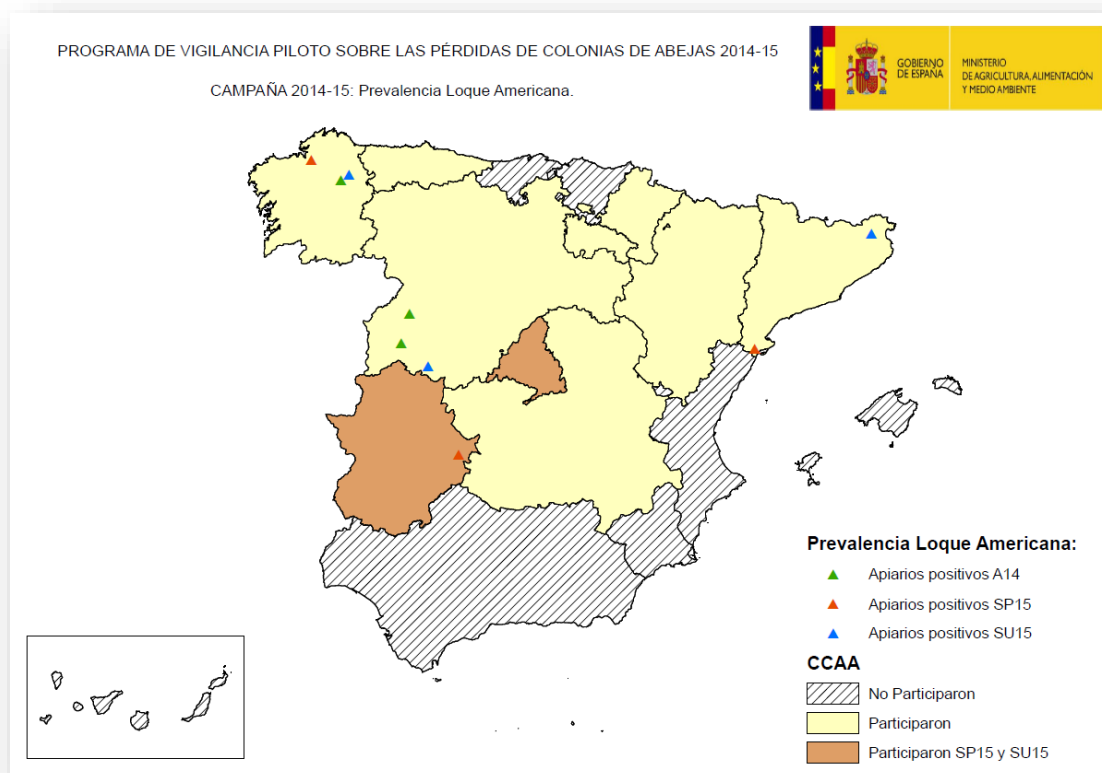 PROGRAMA DE VIGILANCIA PILOTO SOBRE LAS PÉRDIDAS DE COLONIAS DE ABEJAS 2014-15
CAMPAÑA 2014-15: Prevalencia Loque Americana.
GOBIERNO
DE ESPAÑA
MINISTERIO
DE AGRICULTURA, ALIMENTACIÓN
Y MEDIO AMBIENTE
Prevalencia Loque Americana:
Apiarios positivos A14
Apiarios positivos SP15
Apiarios positivos SU15
CCAA
No Participaron
Participaron
Participaron SP15 y SU15